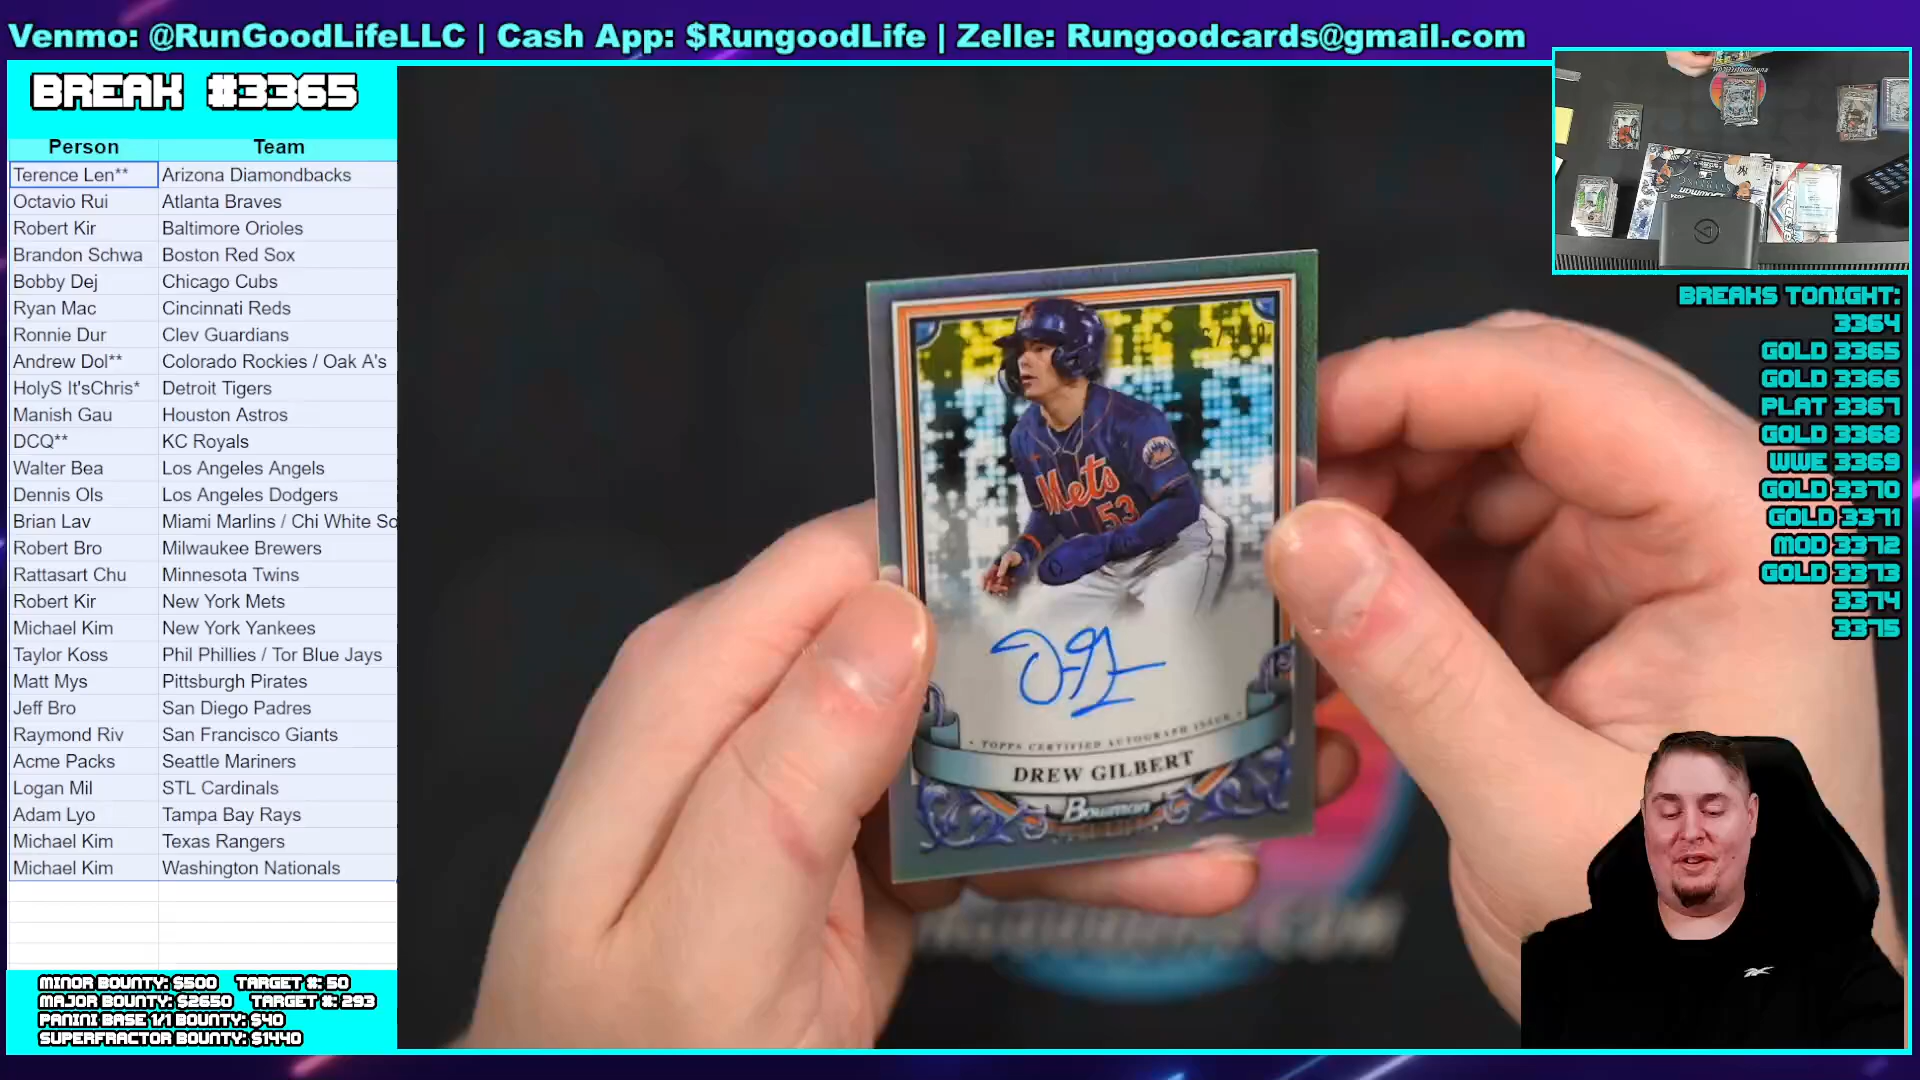 Venmo: @RunGoodLifeLLC | Cash App: $RungoodLife | Zelle: Rungoodcards@gmail.com
BREAK #3365
Person Team
Terence Len** Arizona Diamondbacks
Octavio Rui Atlanta Braves
Robert Kir Baltimore Orioles
Brandon Schwa Boston Red Sox
Bobby Dej Chicago Cubs
Ryan Mac Cincinnati Reds
Ronnie Dur Clev Guardians
Andrew Dol** Colorado Rockies / Oak A's
HolyS It'sChris* Detroit Tigers
Manish Gau Houston Astros
DCQ** KC Royals
Walter Bea Los Angeles Angels
Dennis Ols Los Angeles Dodgers
Brian Lav Miami Marlins / Chi White So
Robert Bro Milwaukee Brewers
Rattasart Chu Minnesota Twins
Robert Kir New York Mets
Michael Kim New York Yankees
Taylor Koss Phil Phillies / Tor Blue Jays
Matt Mys Pittsburgh Pirates
Jeff Bro San Diego Padres
Raymond Riv San Francisco Giants
Acme Packs Seattle Mariners
Logan Mil STL Cardinals
Adam Lyo Tampa Bay Rays
Michael Kim Texas Rangers
Michael Kim Washington Nationals
MINOR BOUNTY: $500 TARGET #: 50
MAJOR BOUNTY: $2650 TARGET #: 293
PANINI BASE 1/1 BOUNTY: $40
SUPERFRACTOR BOUNTY: $1440
Mets
53
• TOPPS CERTIFIED AUTOGRAPH ISSUE •
DREW GILBERT
Bowman
BREAKS TONIGHT:
3364
GOLD 3365
GOLD 3366
PLAT 3367
GOLD 3368
WWE 3369
GOLD 3370
GOLD 3371
MOD 3372
GOLD 3373
3374
3375